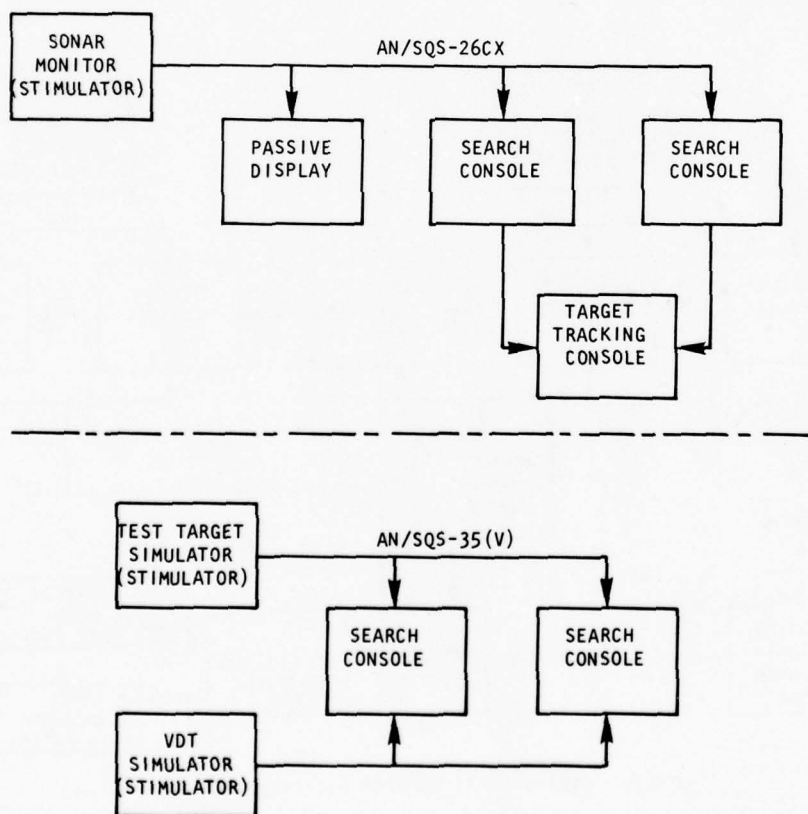 SONAR
MONITOR
(STIMULATOR)
AN/SQS-26CX
PASSIVE
DISPLAY
SEARCH
CONSOLE
SEARCH
CONSOLE
TARGET
TRACKING
CONSOLE
TEST TARGET
SIMULATOR
(STIMULATOR)
AN/SQS-35(V)
SEARCH
CONSOLE
SEARCH
CONSOLE
VDT
SIMULATOR
(STIMULATOR)